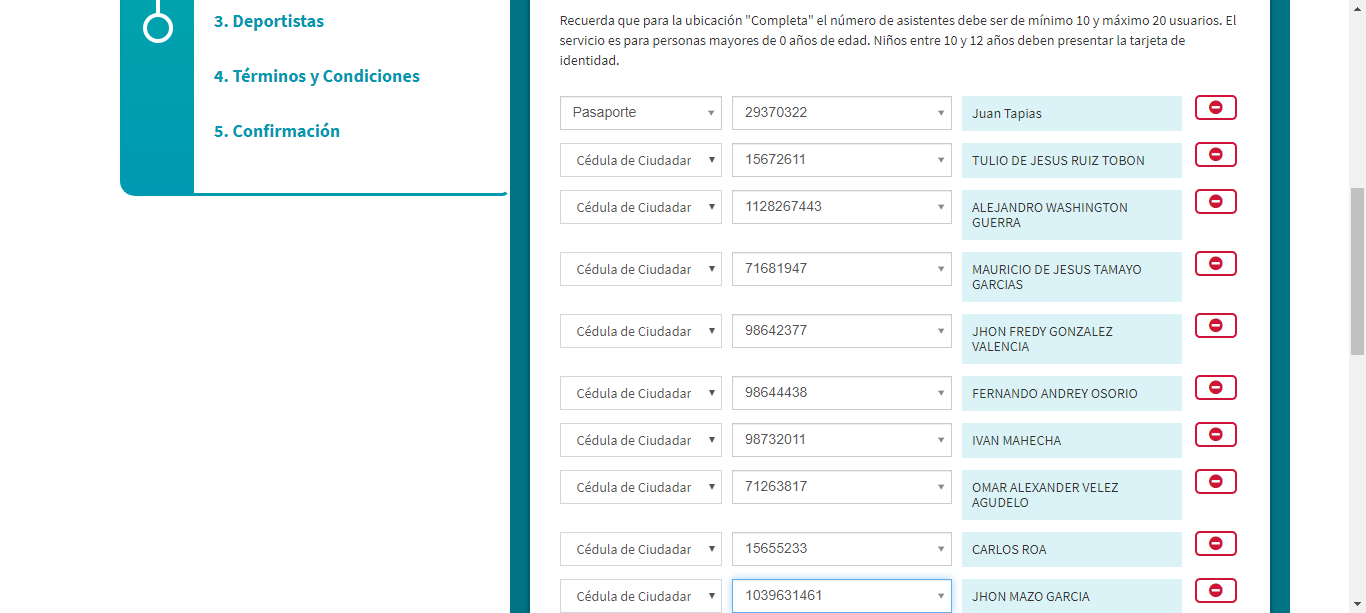 3. Deportistas
4. Términos y Condiciones
5. Confirmación
Recuerda que para la ubicación "Completa" el número de asistentes debe ser de mínimo 10 y máximo 20 usuarios. El
servicio es para personas mayores de 0 años de edad. Niños entre 10 y 12 años deben presentar la tarjeta de
identidad.
Pasaporte 29370322 Juan Tapias
Cédula de Ciudadar 15672611 TULIO DE JESUS RUIZ TOBON
Cédula de Ciudadar 1128267443 ALEJANDRO WASHINGTON
GUERRA
Cédula de Ciudadar 71681947 MAURICIO DE JESUS TAMAYO
GARCIAS
Cédula de Ciudadar 98642377 JHON FREDY GONZALEZ
VALENCIA
Cédula de Ciudadar 98644438 FERNANDO ANDREY OSORIO
Cédula de Ciudadar 98732011 IVAN MAHECHA
Cédula de Ciudadar 71263817 OMAR ALEXANDER VELEZ
AGUDELO
Cédula de Ciudadar 15655233 CARLOS ROA
Cédula de Ciudadar 1039631461 JHON MAZO GARCIA